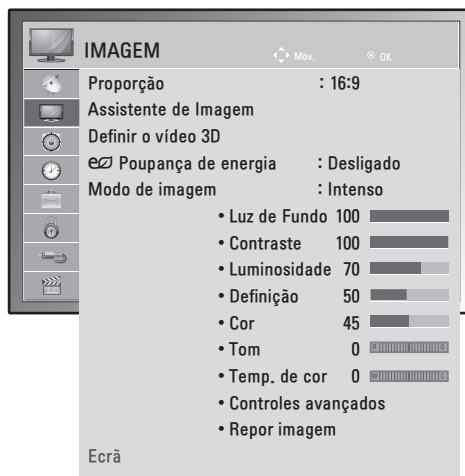 IMAGEM Mov. OK
Proporção : 16:9
Assistente de Imagem
Definir o vídeo 3D
Poupança de energia : Desligado
Modo de imagem : Intenso
• Luz de Fundo 100
• Contraste 100
• Luminosidade 70
• Definição 50
• Cor 45
• Tom 0 R G
• Temp. de cor 0 W C
• Controles avançados
• Repor imagem
Ecrã